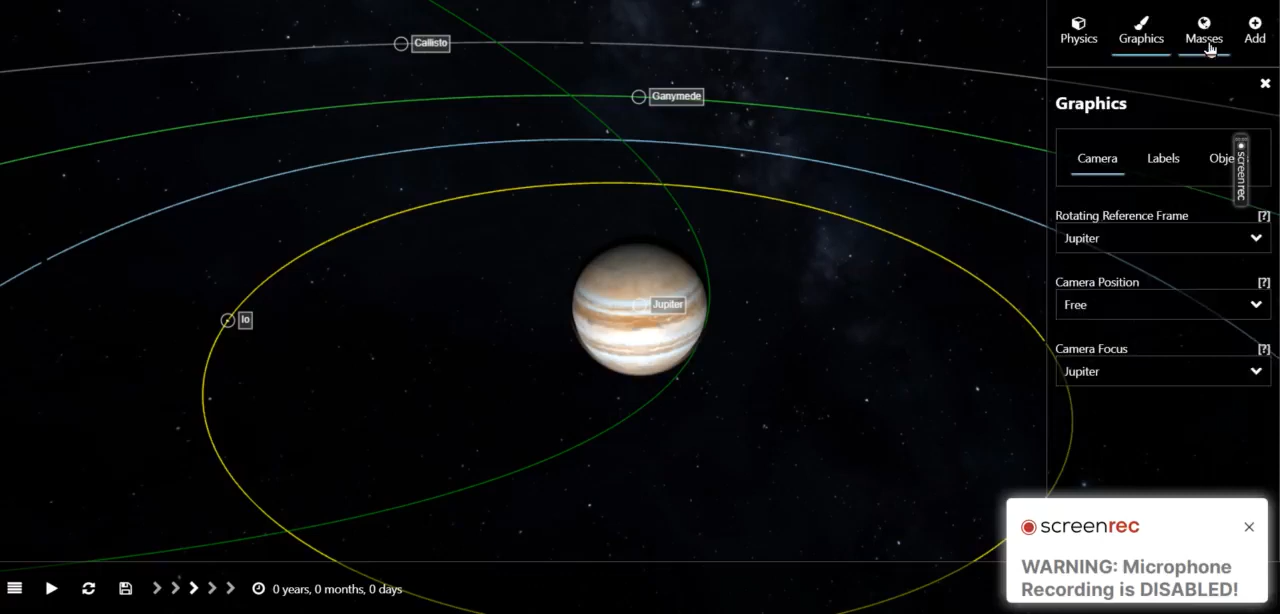 Callisto
Ganymede
Io
Jupiter
Physics
Graphics
Masses
Add
Graphics
Camera
Labels
Obje
screenrec
Rotating Reference Frame
[?]
Jupiter
Camera Position
[?]
Free
Camera Focus
[?]
Jupiter
0 years, 0 months, 0 days
screenrec
WARNING: Microphone
Recording is DISABLED!